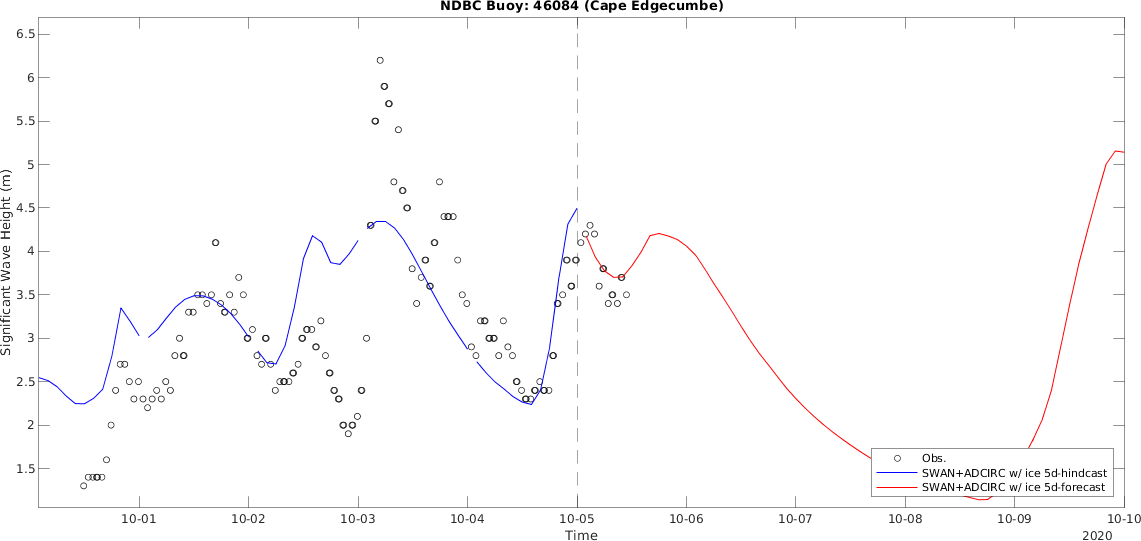 NDBC Buoy: 46084 (Cape Edgecumbe)
6.5
6
5.5
5
4.5
4
3.5
3
2.5
2
1.5
Significant Wave Height (m)
Obs.
SWAN+ADCIRC w/ ice 5d-hindcast
SWAN+ADCIRC w/ ice 5d-forecast
10-01 10-02 10-03 10-04 10-05 10-06 10-07 10-08 10-09 10-10
Time
2020